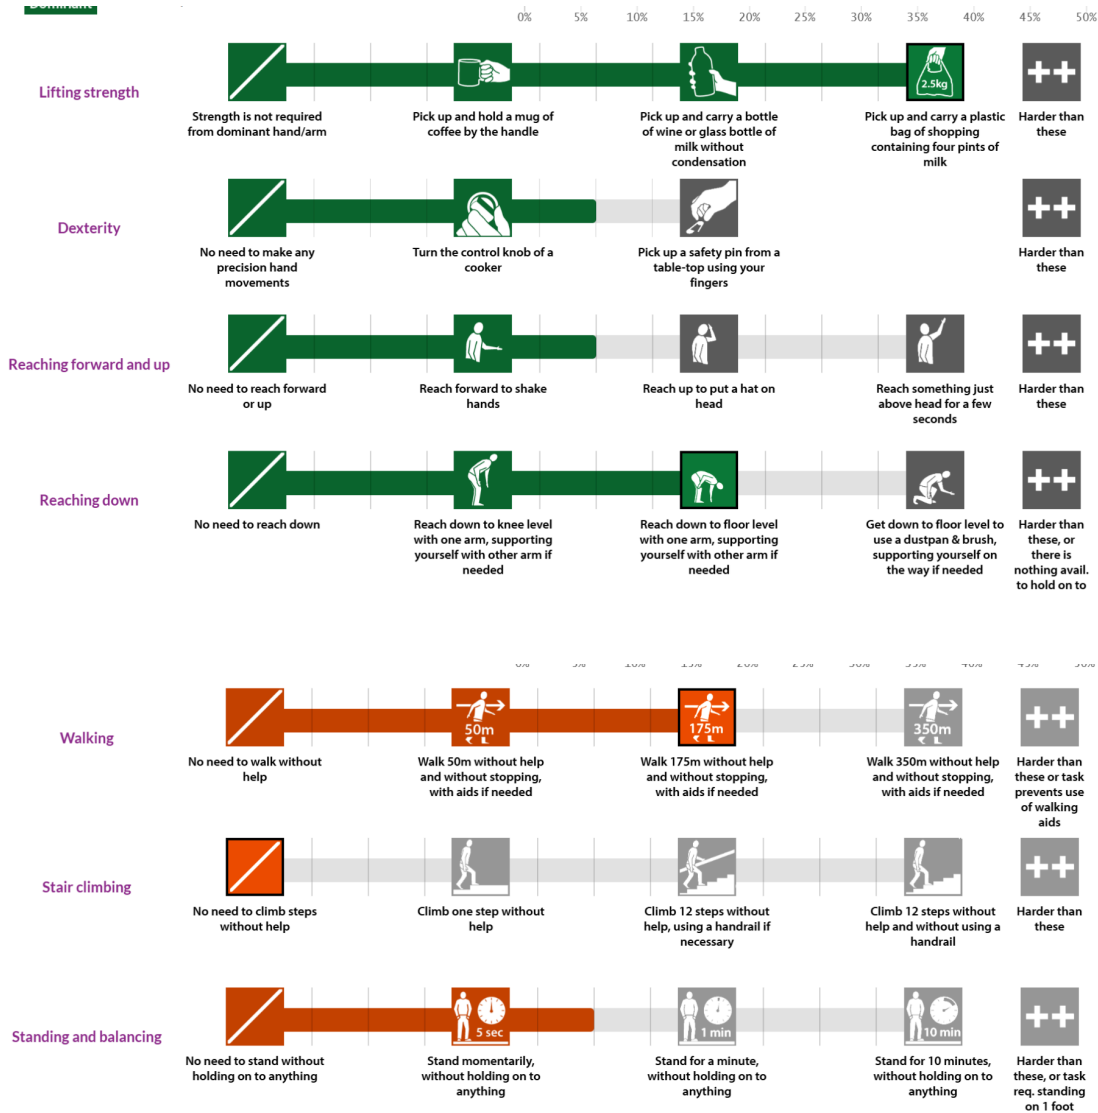 Dominant
0% 5% 10% 15% 20% 25% 30% 35% 40% 45% 50%
Lifting strength
2.5kg
Strength is not required
from dominant hand/arm
Pick up and hold a mug of
coffee by the handle
Pick up and carry a bottle
of wine or glass bottle of
milk without
condensation
Pick up and carry a plastic
bag of shopping
containing four pints of
milk
++
Harder than
these
Dexterity
No need to make any
precision hand
movements
Turn the control knob of a
cooker
Pick up a safety pin from a
table-top using your
fingers
++
Harder than
these
Reaching forward and up
No need to reach forward
or up
Reach forward to shake
hands
Reach up to put a hat on
head
Reach something just
above head for a few
seconds
++
Harder than
these
Reaching down
No need to reach down
Reach down to knee level
with one arm, supporting
yourself with other arm if
needed
Reach down to floor level
with one arm, supporting
yourself with other arm if
needed
Get down to floor level to
use a dustpan & brush,
supporting yourself on
the way if needed
++
Harder than
these, or
there is
nothing avail.
to hold on to
0% 5% 10% 15% 20% 25% 30% 35% 40% 45% 50%
Walking
50m
175m
350m
++
No need to walk without
help
Walk 50m without help
and without stopping,
with aids if needed
Walk 175m without help
and without stopping,
with aids if needed
Walk 350m without help
and without stopping,
with aids if needed
Harder than
these or task
prevents use
of walking
aids
Stair climbing
No need to climb steps
without help
Climb one step without
help
Climb 12 steps without
help, using a handrail if
necessary
Climb 12 steps without
help and without using a
handrail
++
Harder than
these
Standing and balancing
5 sec
1 min
10 min
++
No need to stand without
holding on to anything
Stand momentarily,
without holding on to
anything
Stand for a minute,
without holding on to
anything
Stand for 10 minutes,
without holding on to
anything
Harder than
these, or task
req. standing
on 1 foot